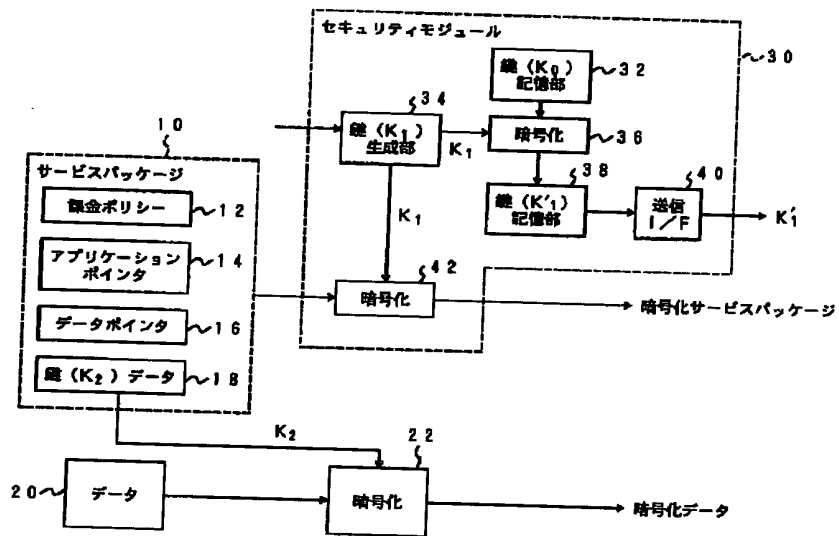 セキュリティモジュール
30
鍵(K₀)
記憶部
32
34
鍵(K₁)
生成部
K₁
暗号化
36
38
鍵(K'₁)
記憶部
40
送信
I/F
K'₁
10
サービスパッケージ
課金ポリシー
12
アプリケーション
ポインタ
14
データポインタ
16
鍵(K₂)データ
18
K₁
42
暗号化
暗号化サービスパッケージ
K₂
22
20
データ
暗号化
暗号化データ